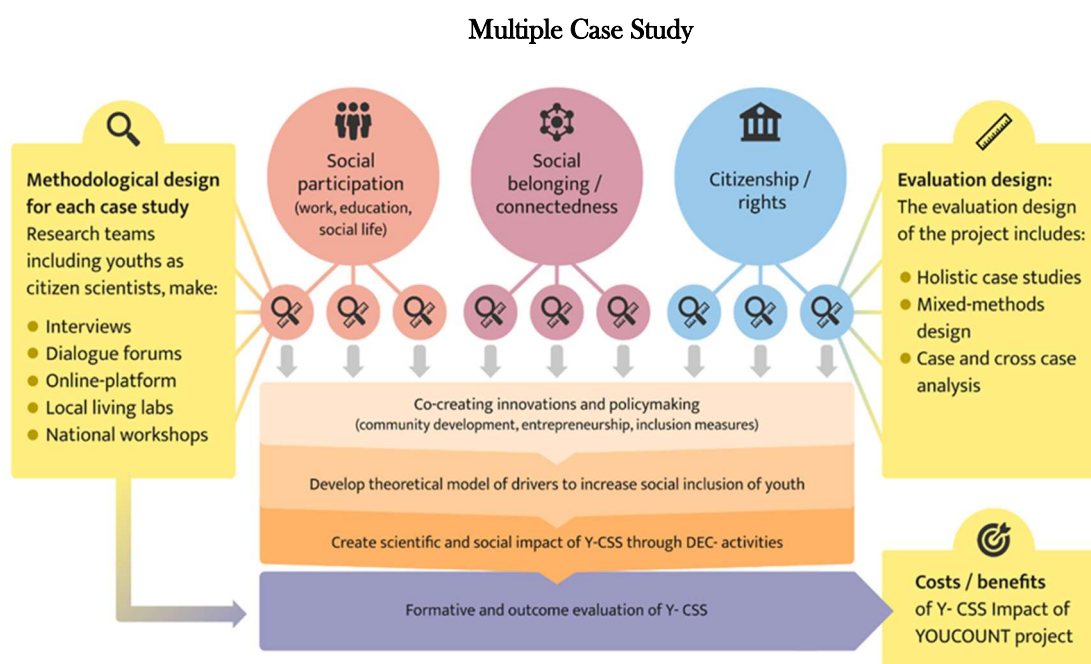 Multiple Case Study
Methodological design
for each case study
Research teams
including youths as
citizen scientists, make:
Interviews
Dialogue forums
Online-platform
Local living labs
National workshops
Social
participation
(work, education,
social life)
Social
belonging /
connectedness
Citizenship /
rights
Evaluation design:
The evaluation design
of the project includes:
Holistic case studies
Mixed-methods
design
Case and cross case
analysis
Co-creating innovations and policymaking
(community development, entrepreneurship, inclusion measures)
Develop theoretical model of drivers to increase social inclusion of youth
Create scientific and social impact of Y-CSS through DEC- activities
Formative and outcome evaluation of Y- CSS
Costs / benefits
of Y- CSS Impact of
YOUCOUNT project